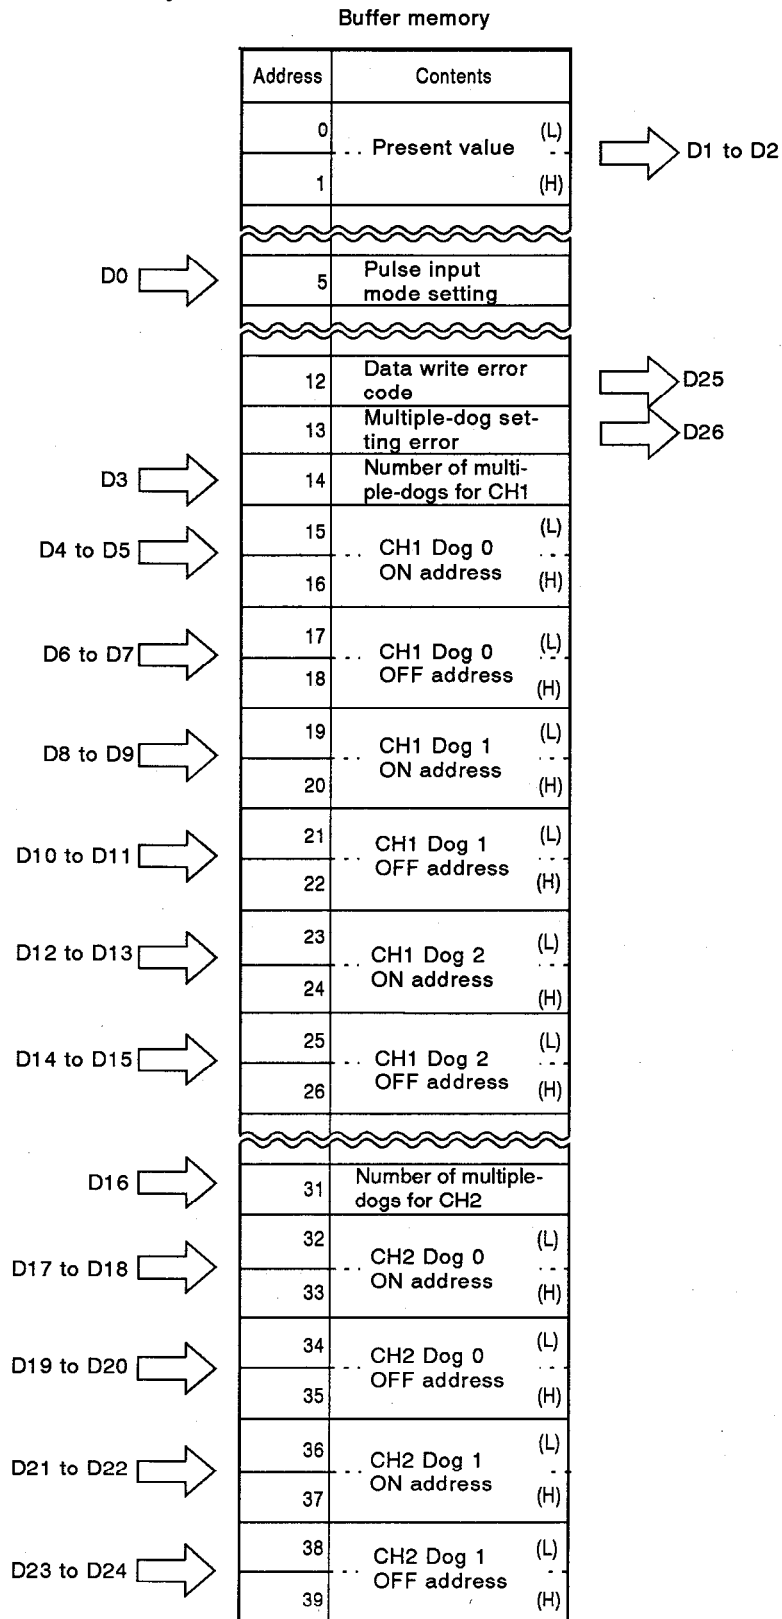 Buffer memory
Address Contents
0 (L)
Present value D1 to D2
1 (H)
D0 5 Pulse input
mode setting
12 Data write error
code D25
13 Multiple-dog set-
ting error D26
D3 14 Number of multi-
ple-dogs for CH1
15 (L)
D4 to D5 CH1 Dog 0
ON address
16 (H)
17 (L)
D6 to D7 CH1 Dog 0
OFF address
18 (H)
19 (L)
D8 to D9 CH1 Dog 1
ON address
20 (H)
21 (L)
D10 to D11 CH1 Dog 1
OFF address
22 (H)
23 (L)
D12 to D13 CH1 Dog 2
ON address
24 (H)
25 (L)
D14 to D15 CH1 Dog 2
OFF address
26 (H)
D16 31 Number of multiple-
dogs for CH2
32 (L)
D17 to D18 CH2 Dog 0
ON address
33 (H)
34 (L)
D19 to D20 CH2 Dog 0
OFF address
35 (H)
36 (L)
D21 to D22 CH2 Dog 1
ON address
37 (H)
38 (L)
D23 to D24 CH2 Dog 1
OFF address
39 (H)